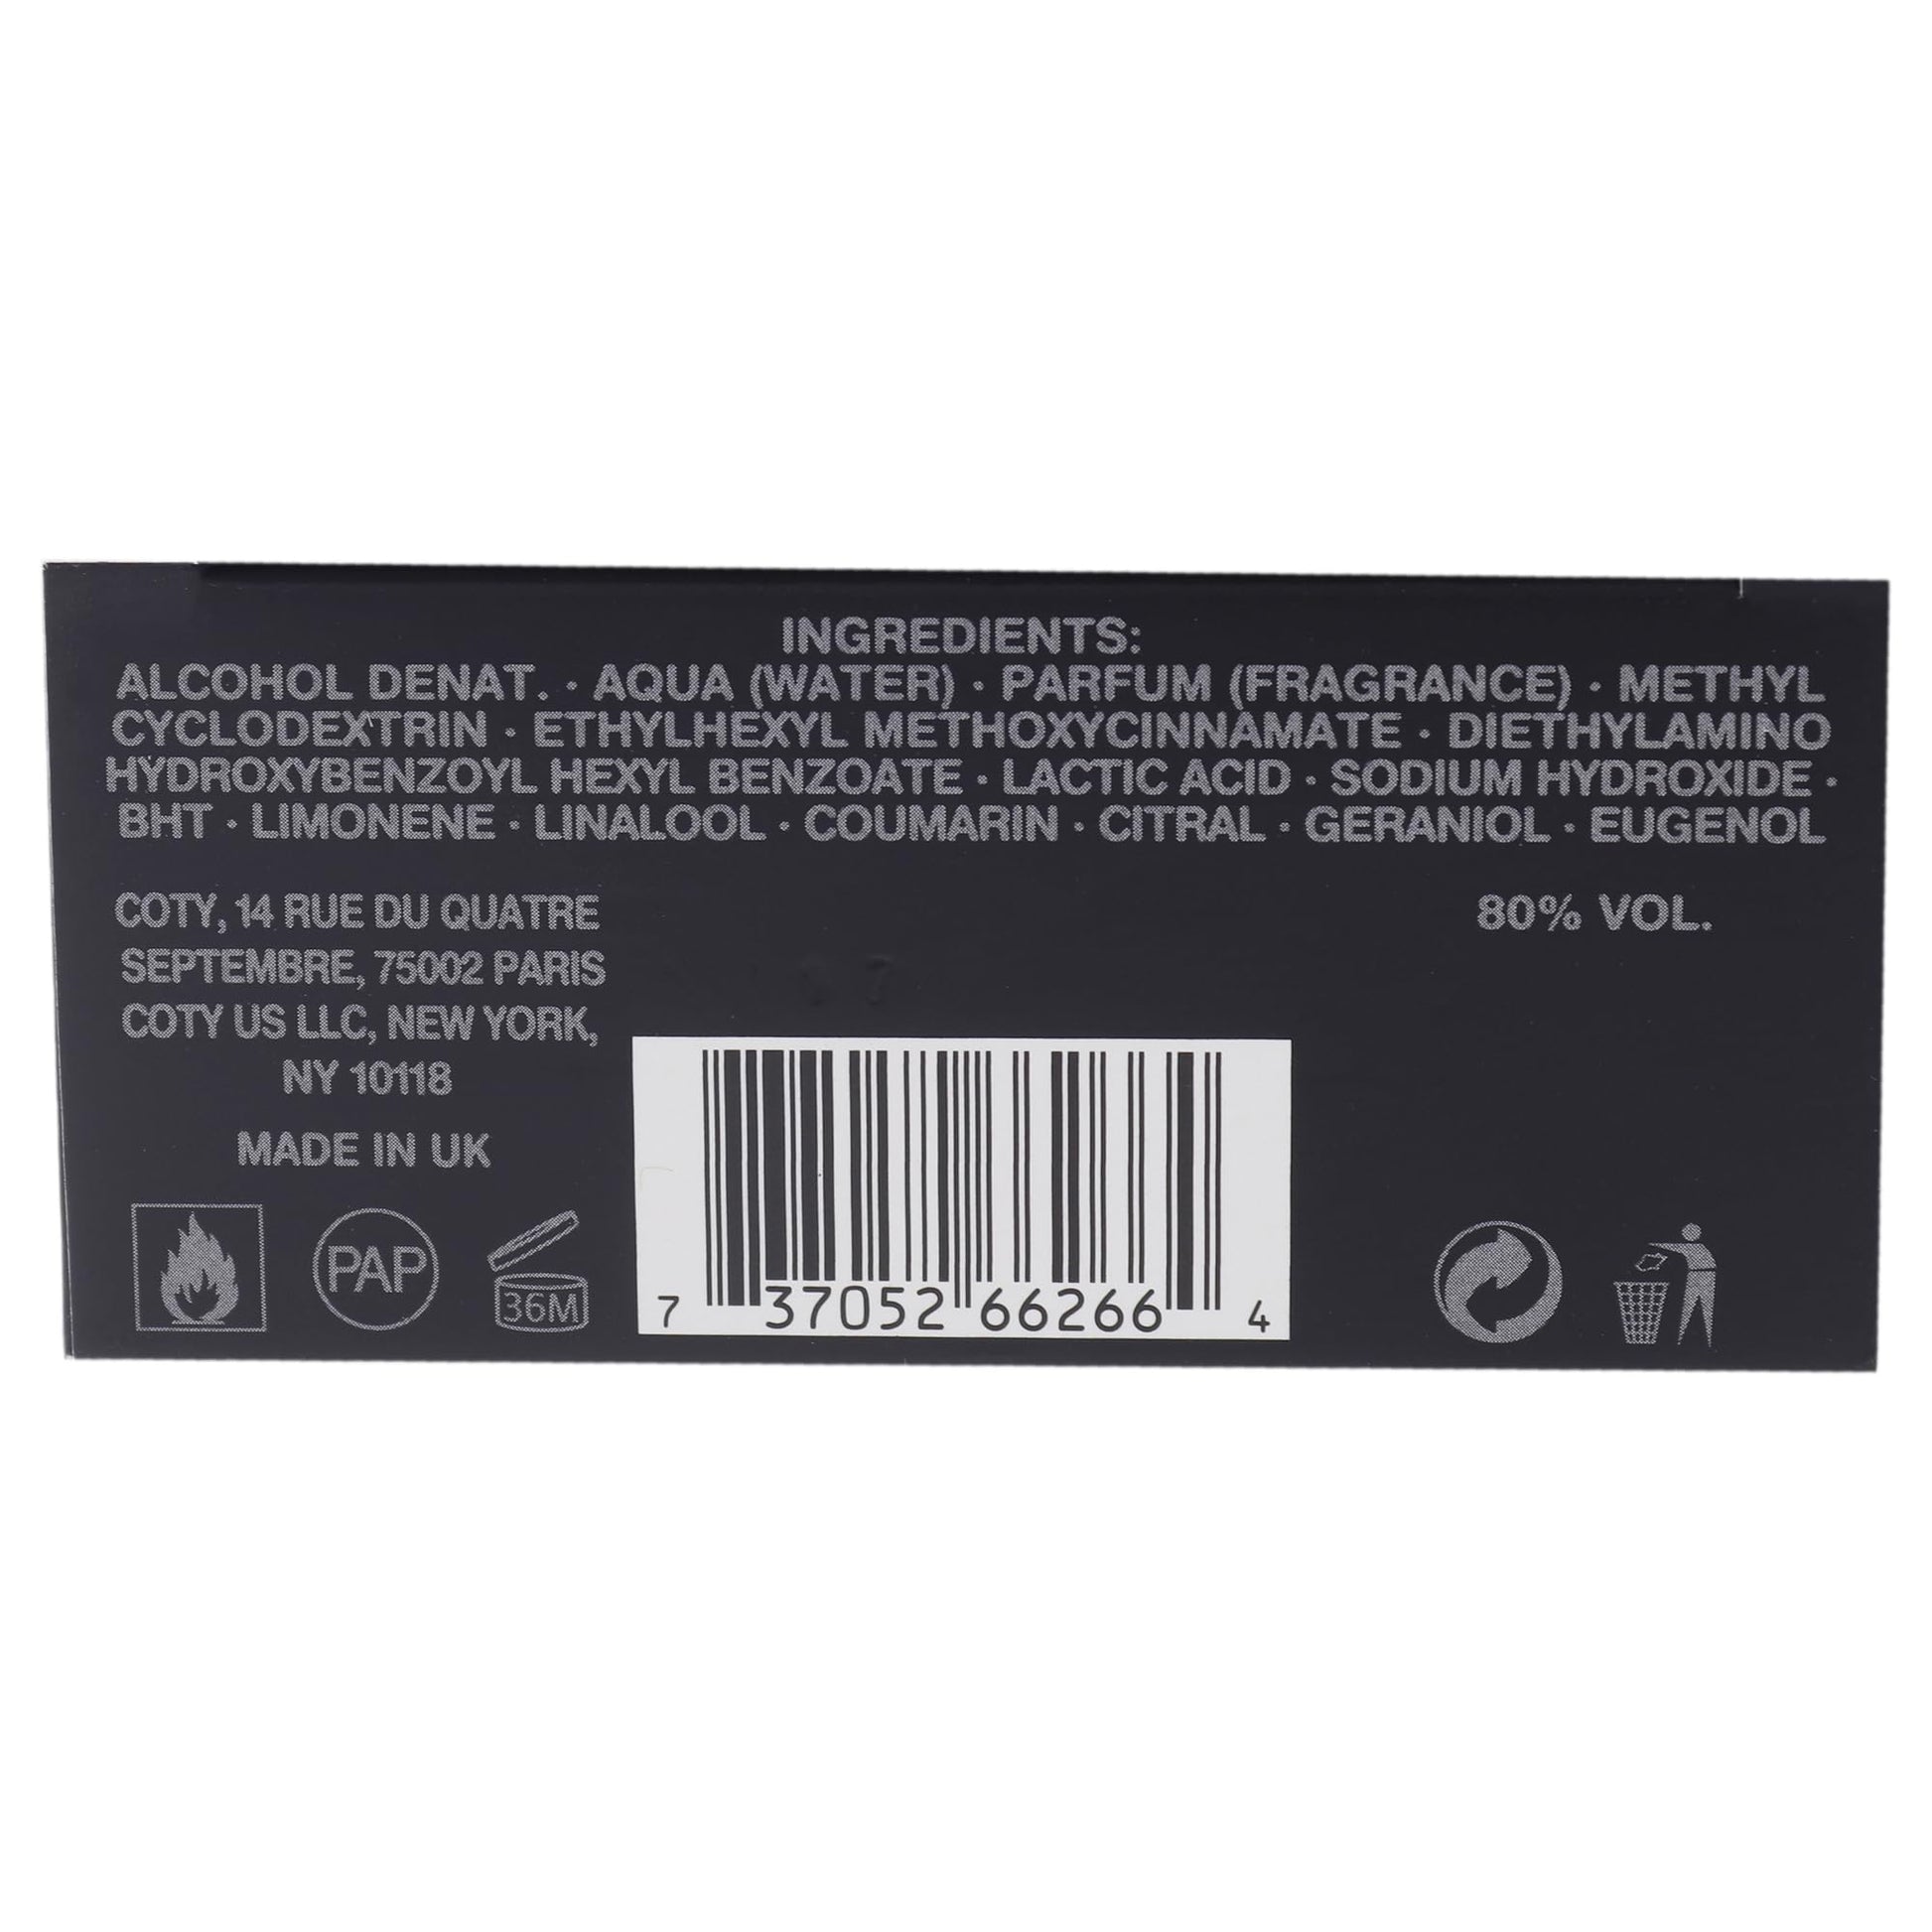 INGREDIENTS:
ALCOHOL DENAT. · AQUA (WATER) · PARFUM (FRAGRANCE) · METHYL
CYCLODEXTRIN · ETHYLHEXYL METHOXYCINNAMATE · DIETHYLAMINO
HYDROXYBENZOYL HEXYL BENZOATE · LACTIC ACID · SODIUM HYDROXIDE ·
BHT · LIMONENE · LINALOOL · COUMARIN · CITRAL · GERANIOL · EUGENOL
COTY, 14 RUE DU QUATRE
SEPTEMBRE, 75002 PARIS
COTY US LLC, NEW YORK,
NY 10118
MADE IN UK
80% VOL.
PAP
36M
7 37052 66266 4